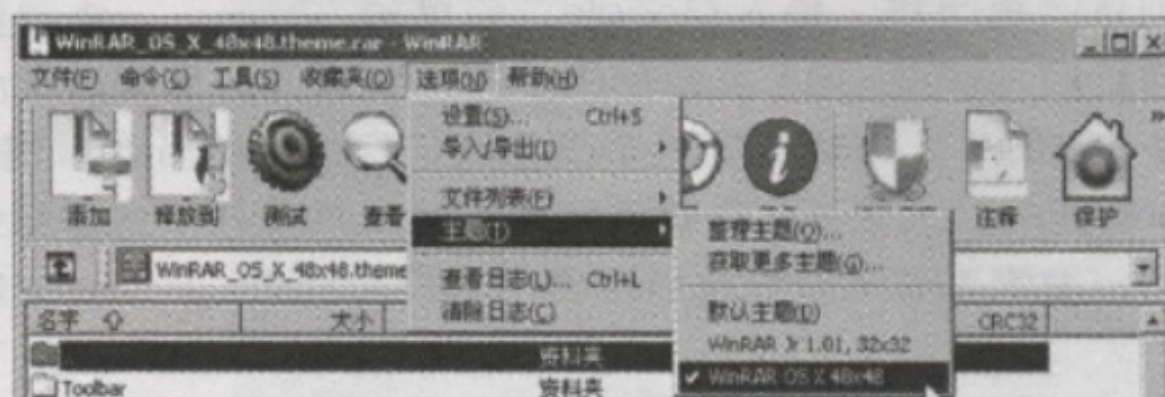 WinRAR_OS_X_48x48.theme.rar - WinRAR
文件(F) 命令(C) 工具(S) 收藏夹(O) 选项(N) 帮助(H)
设置(S)... Ctrl+S
导入/导出(I)
添加 释放到 测试 查看 注释 保护
文件列表(F)
主题(T)
整理主题(O)...
获取更多主题(G)...
WinRAR_OS_X_48x48.theme
查看日志(L)... Ctrl+L
清除日志(C)
默认主题(D)
WinRAR Jr 1.01, 32x32
WinRAR OS X 48x48
名字 大小 CRC32
.. 资料夹
Toolbar 资料夹